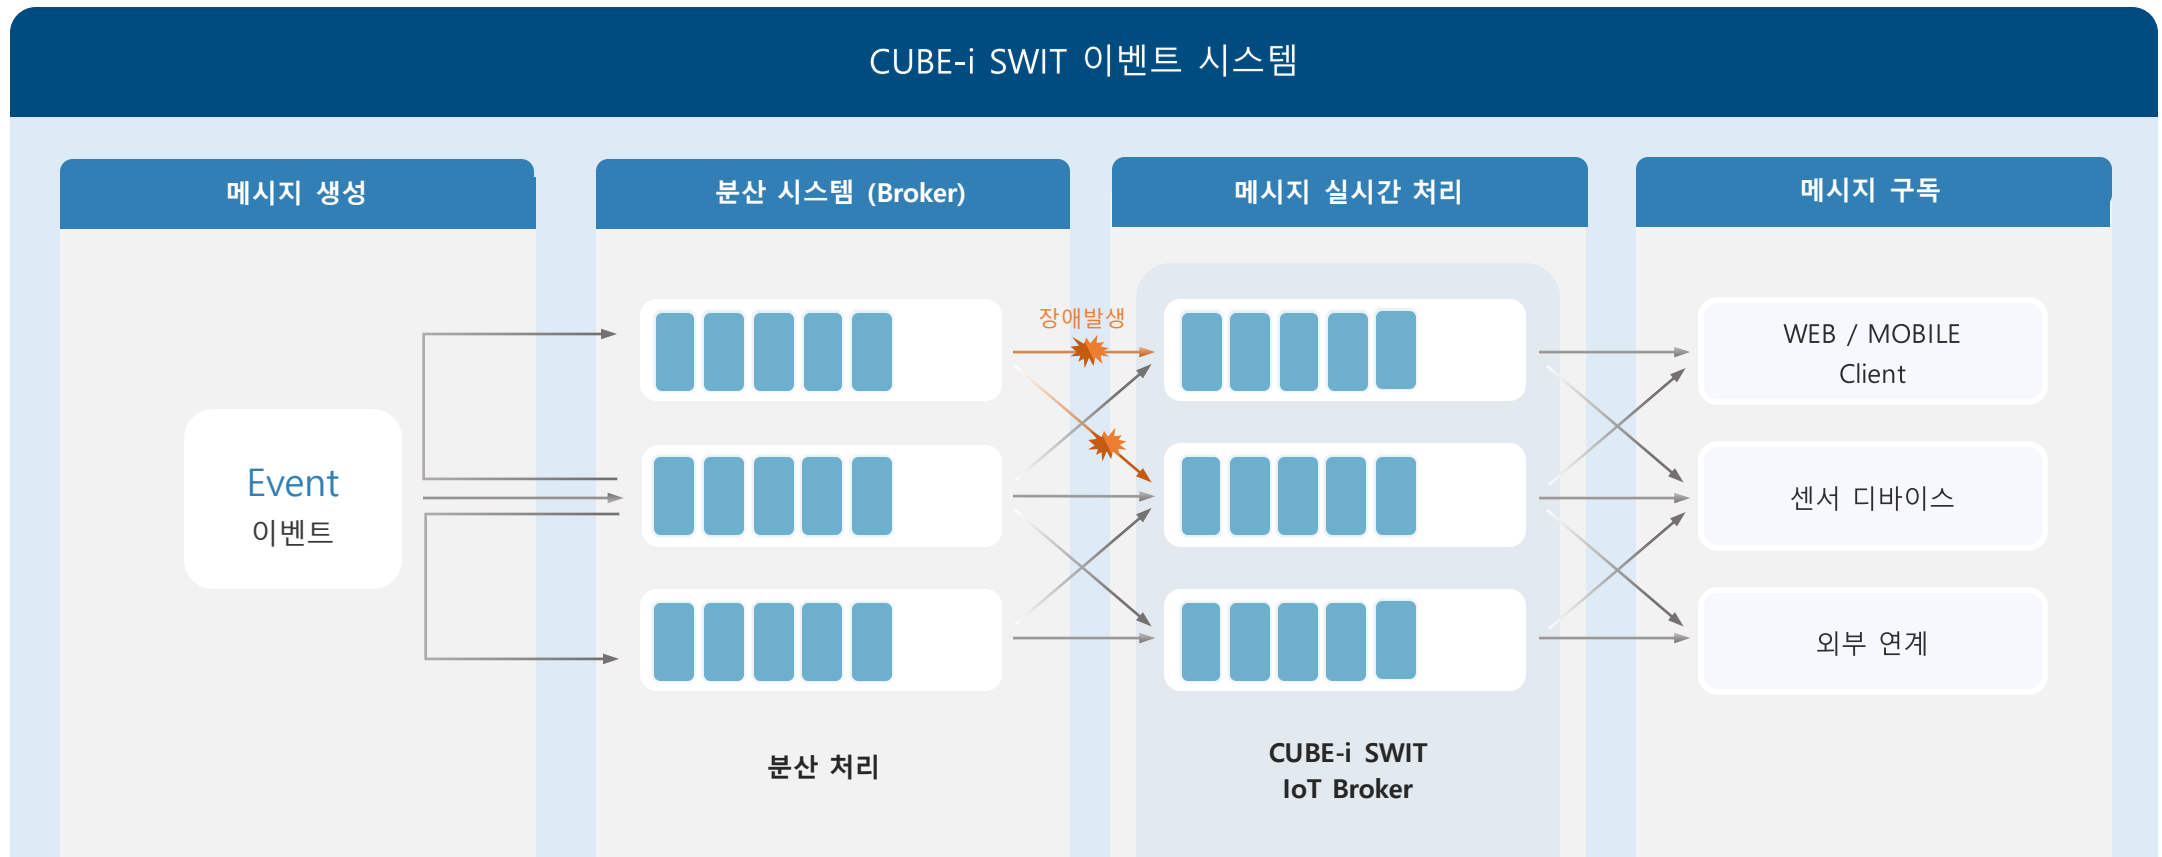 CUBE-i SWIT 이벤트 시스템
메시지 생성
분산 시스템 (Broker)
메시지 실시간 처리
메시지 구독
Event
이벤트
장애발생
WEB / MOBILE
Client
센서 디바이스
외부 연계
분산 처리
CUBE-i SWIT
IoT Broker